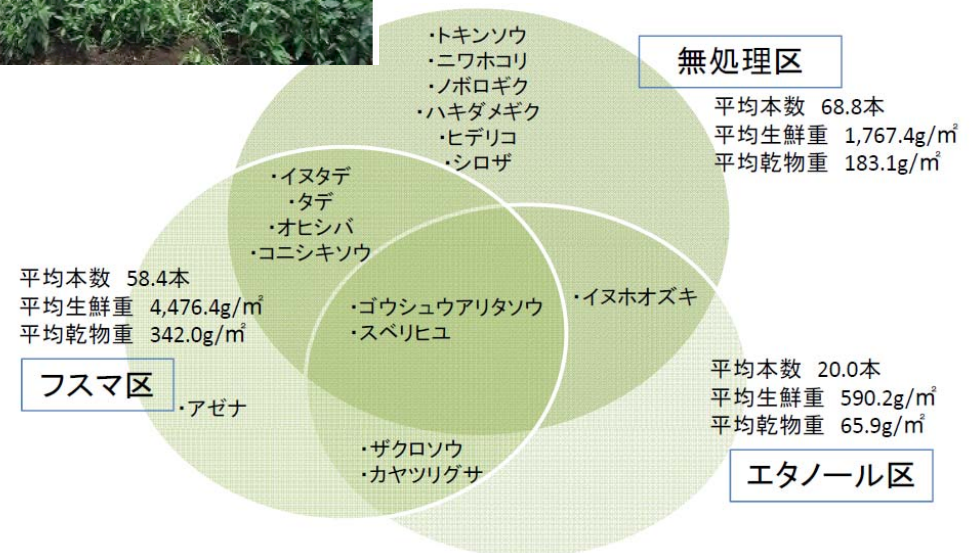 ・トキンソウ
・ニワホコリ
・ノボロギク
・ハキダメギク
・ヒデリコ
・シロザ
無処理区
平均本数 68.8本
平均生鮮重 1,767.4g/㎡
平均乾物重 183.1g/㎡
・イヌタデ
・タデ
・オヒシバ
・コニシキソウ
平均本数 58.4本
平均生鮮重 4,476.4g/㎡
平均乾物重 342.0g/㎡
フスマ区
・アゼナ
・ゴウシュウアリタソウ
・スベリヒユ
・イヌホオズキ
・ザクロソウ
・カヤツリグサ
平均本数 20.0本
平均生鮮重 590.2g/㎡
平均乾物重 65.9g/㎡
エタノール区